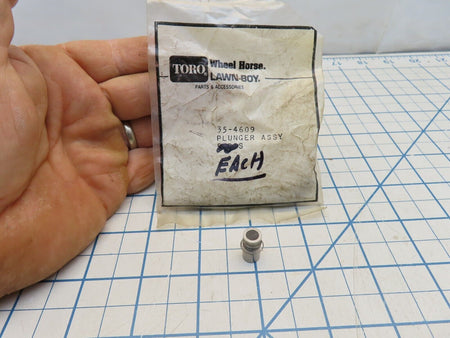 TORO
Wheel Horse.
LAWN-BOY.
PARTS & ACCESSORIES
35-4609
PLUNGER ASSY
S
EACH